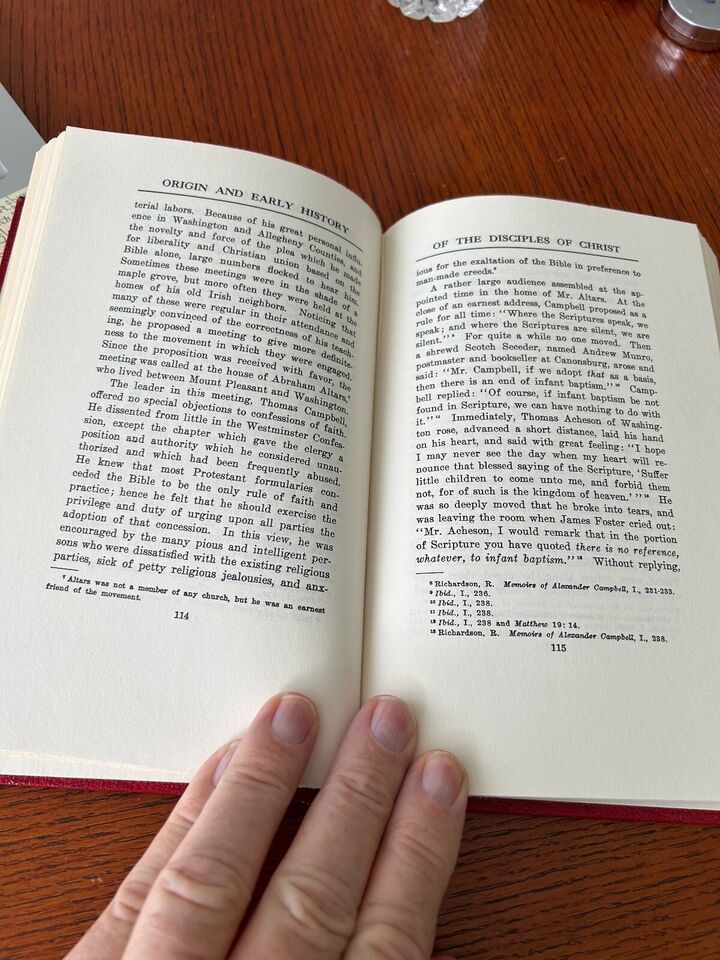 ORIGIN AND EARLY HISTORY
terial labors. Because of his great personal influ-
ence in Washington and Allegheny Counties, and
the novelty and force of the plea which he made
for liberality and Christian union based on the
Bible alone, large numbers flocked to hear him.
Sometimes these meetings were in the shade of a
maple grove, but more often they were held at the
homes of his old Irish neighbors. Noticing that
many of these were regular in their attendance and
seemingly convinced of the correctness of his teach-
ing, he proposed a meeting to give more definite-
ness to the movement in which they were engaged.
Since the proposition was received with favor, the
meeting was called at the house of Abraham Altars,⁷
who lived between Mount Pleasant and Washington.
The leader in this meeting, Thomas Campbell,
offered no special objections to confessions of faith.
He dissented from little in the Westminster Confes-
sion, except the chapter which gave the clergy a
position and authority which he considered unau-
thorized and which had been frequently abused.
He knew that most Protestant formularies con-
ceded the Bible to be the only rule of faith and
practice; hence he felt that he should exercise the
privilege and duty of urging upon all parties the
adoption of that concession. In this view, he was
encouraged by the many pious and intelligent per-
sons who were dissatisfied with the existing religious
parties, sick of petty religious jealousies, and anx-
⁷ Altars was not a member of any church, but he was an earnest
friend of the movement.
114
OF THE DISCIPLES OF CHRIST
ious for the exaltation of the Bible in preference to
man-made creeds.⁸
A rather large audience assembled at the ap-
pointed time in the home of Mr. Altars. At the
close of an earnest address, Campbell proposed as a
rule for all time: "Where the Scriptures speak, we
speak; and where the Scriptures are silent, we are
silent."⁹ For quite a while no one moved. Then
a shrewd Scotch Seceder, named Andrew Munro,
postmaster and bookseller at Canonsburg, arose and
said: "Mr. Campbell, if we adopt that as a basis,
then there is an end of infant baptism."¹⁰ Camp-
bell replied: "Of course, if infant baptism be not
found in Scripture, we can have nothing to do with
it."¹¹ Immediately, Thomas Acheson of Washing-
ton rose, advanced a short distance, laid his hand
on his heart, and said with great feeling: "I hope
I may never see the day when my heart will re-
nounce that blessed saying of the Scripture, 'Suffer
little children to come unto me, and forbid them
not, for of such is the kingdom of heaven.'"¹² He
was so deeply moved that he broke into tears, and
was leaving the room when James Foster cried out:
"Mr. Acheson, I would remark that in the portion
of Scripture you have quoted there is no reference,
whatever, to infant baptism."¹³ Without replying,
⁸ Richardson, R. Memoirs of Alexander Campbell, I., 231-233.
⁹ Ibid., I., 236.
¹⁰ Ibid., I., 238.
¹¹ Ibid., I., 238.
¹² Ibid., I., 238 and Matthew 19:14.
¹³ Richardson, R. Memoirs of Alexander Campbell, I., 238.
115